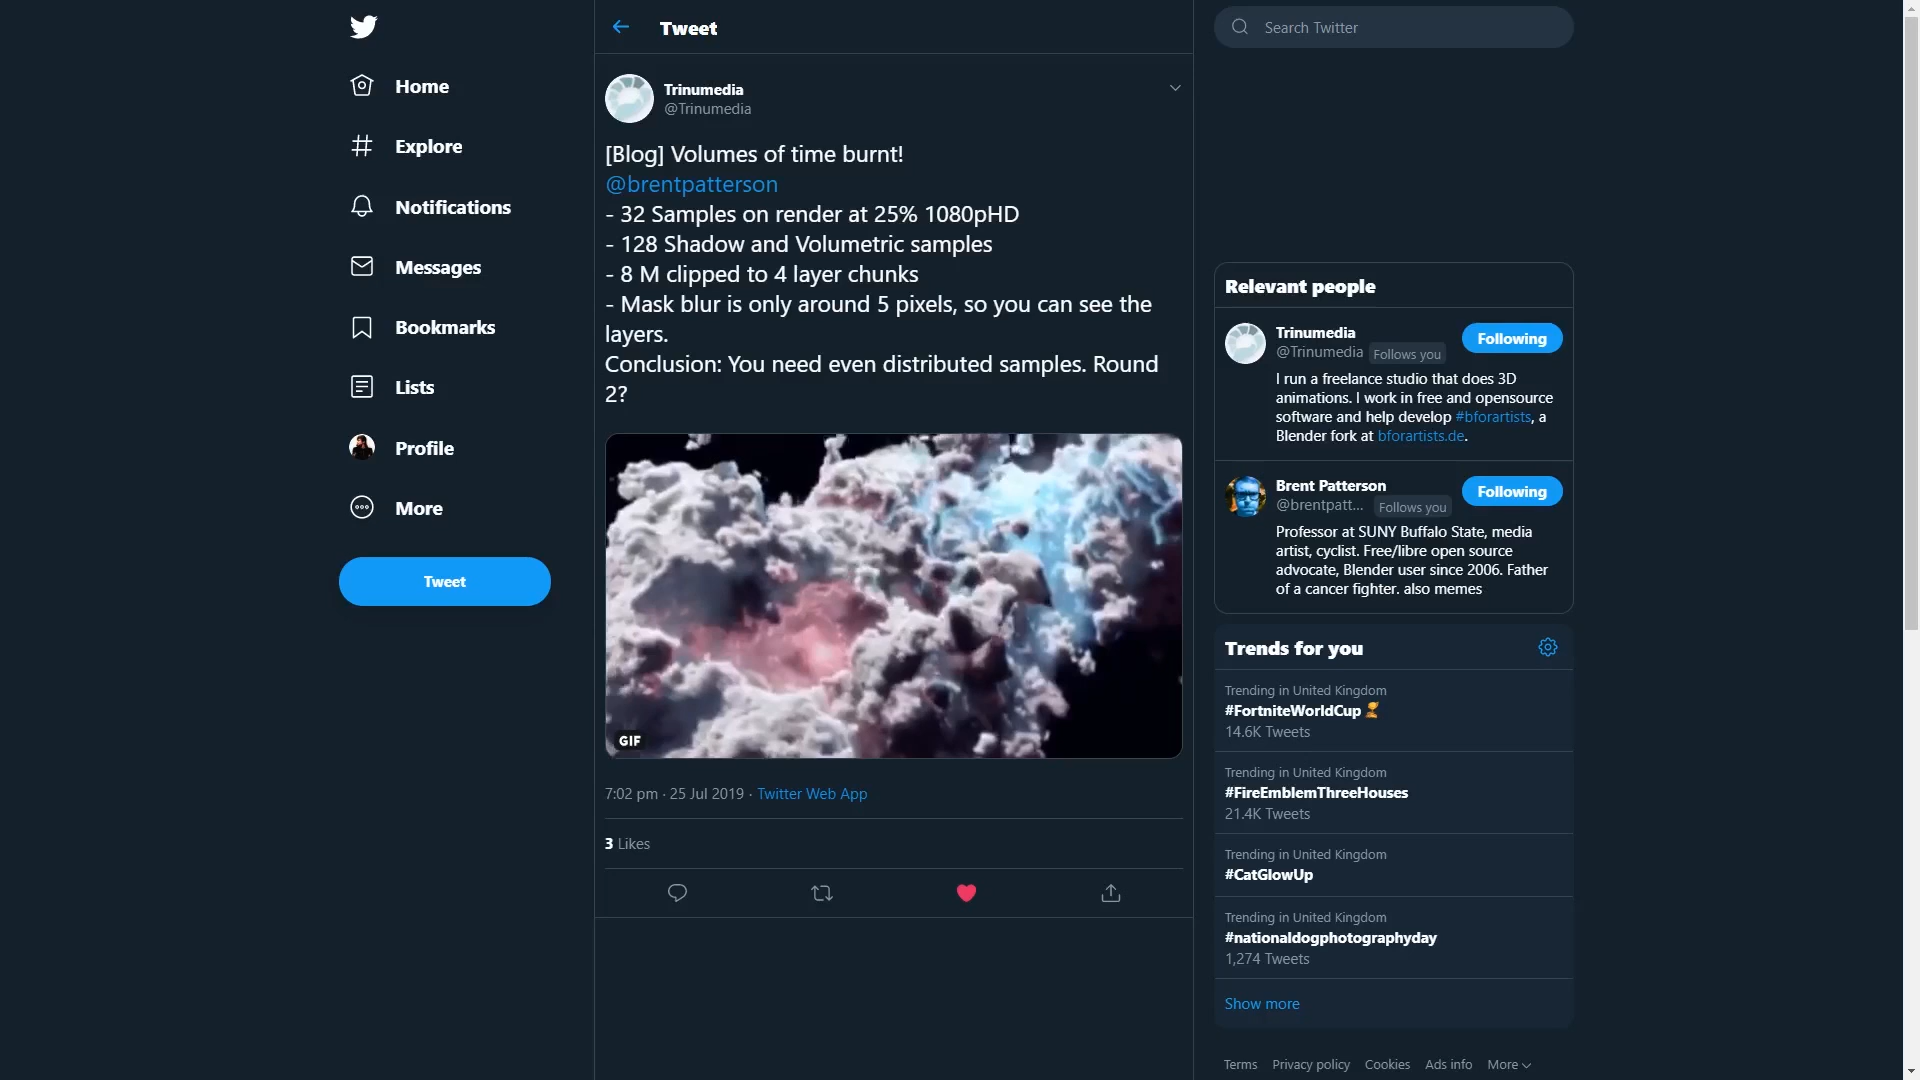 Tweet
Search Twitter
Home
Explore
Notifications
Messages
Bookmarks
Lists
Profile
More
Tweet
Trinumedia
@Trinumedia
[Blog] Volumes of time burnt!
@brentpatterson
- 32 Samples on render at 25% 1080pHD
- 128 Shadow and Volumetric samples
- 8 M clipped to 4 layer chunks
- Mask blur is only around 5 pixels, so you can see the
layers.
Conclusion: You need even distributed samples. Round
2?
GIF
7:02 pm · 25 Jul 2019 · Twitter Web App
3 Likes
Relevant people
Trinumedia
@Trinumedia Follows you
Following
I run a freelance studio that does 3D
animations. I work in free and opensource
software and help develop #bforartists, a
Blender fork at bforartists.de.
Brent Patterson
@brentpatt... Follows you
Following
Professor at SUNY Buffalo State, media
artist, cyclist. Free/libre open source
advocate, Blender user since 2006. Father
of a cancer fighter. also memes
Trends for you
Trending in United Kingdom
#FortniteWorldCup
14.6K Tweets
Trending in United Kingdom
#FireEmblemThreeHouses
21.4K Tweets
Trending in United Kingdom
#CatGlowUp
Trending in United Kingdom
#nationaldogphotographyday
1,274 Tweets
Show more
Terms Privacy policy Cookies Ads info More